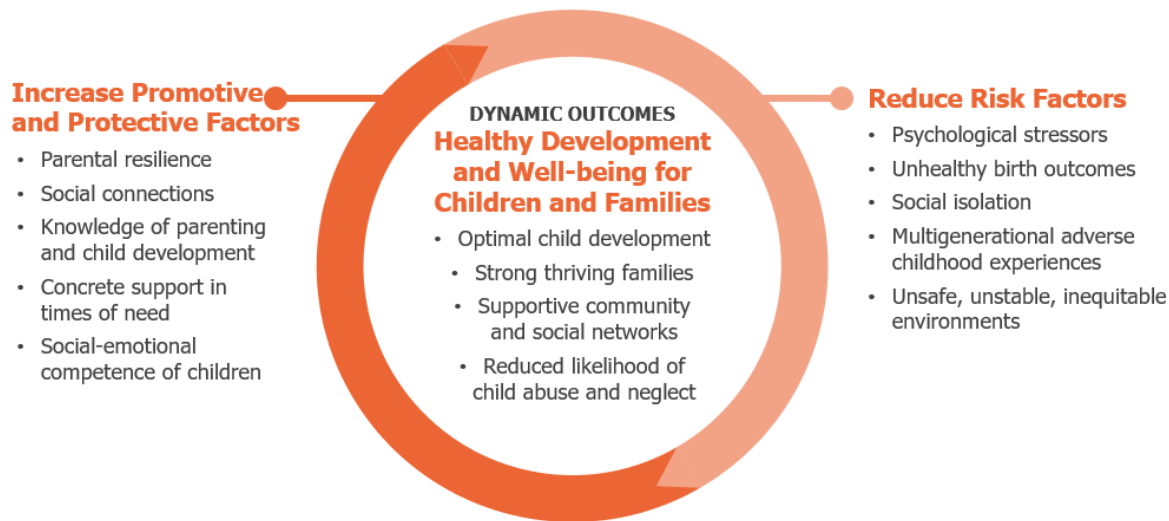 Increase Promotive
and Protective Factors
• Parental resilience
• Social connections
• Knowledge of parenting
and child development
• Concrete support in
times of need
• Social-emotional
competence of children
DYNAMIC OUTCOMES
Healthy Development
and Well-being for
Children and Families
• Optimal child development
• Strong thriving families
• Supportive community
and social networks
• Reduced likelihood of
child abuse and neglect
Reduce Risk Factors
• Psychological stressors
• Unhealthy birth outcomes
• Social isolation
• Multigenerational adverse
childhood experiences
• Unsafe, unstable, inequitable
environments